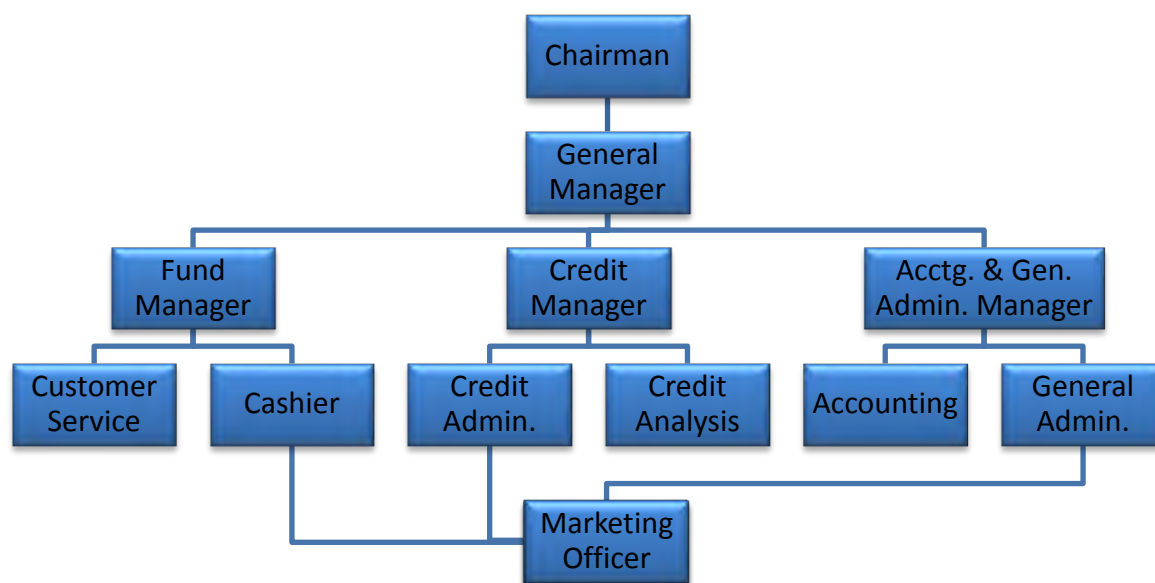 Chairman
General
Manager
Fund
Manager
Credit
Manager
Acctg. & Gen.
Admin. Manager
Customer
Service
Cashier
Credit
Admin.
Credit
Analysis
Accounting
General
Admin.
Marketing
Officer